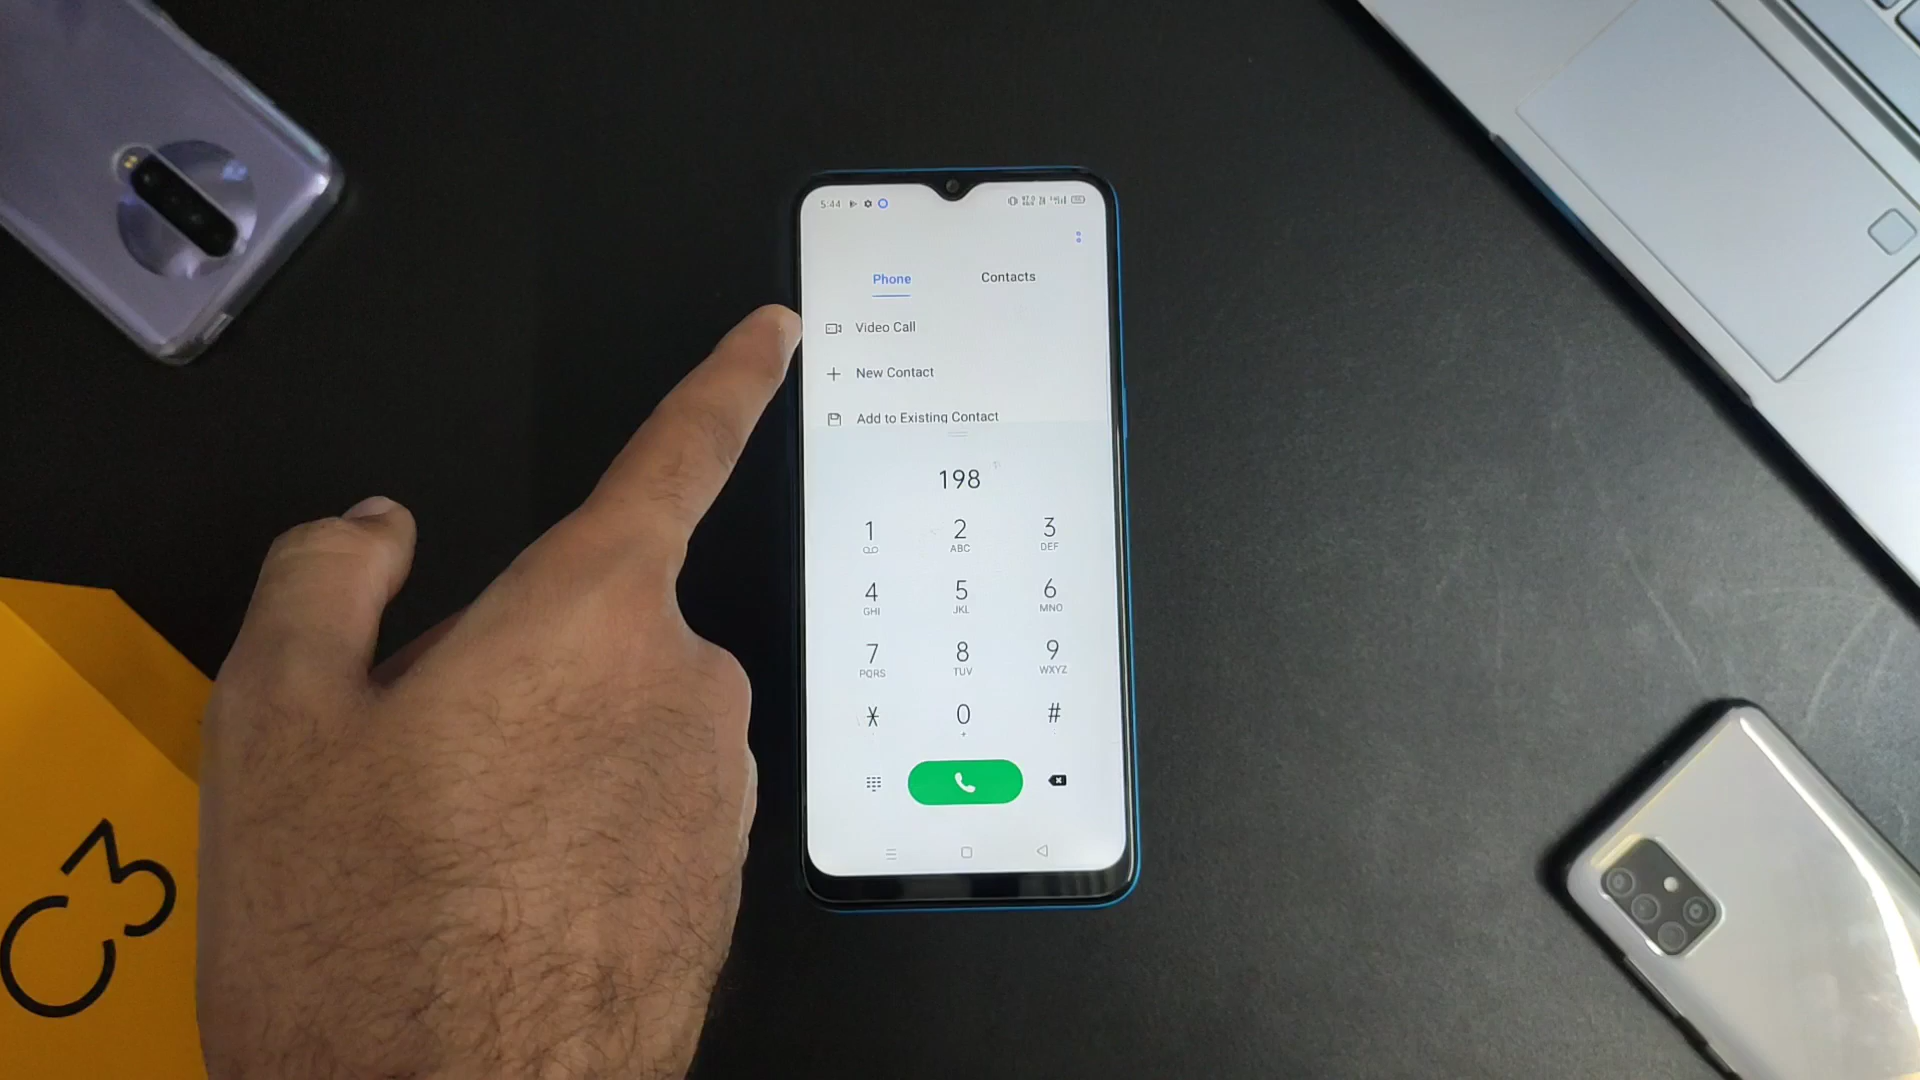 5:44
Phone Contacts
Video Call
New Contact
Add to Existing Contact
198
1 2 3
ABC DEF
4 5 6
GHI JKL MNO
7 8 9
PQRS TUV WXYZ
* 0 #
+
C3